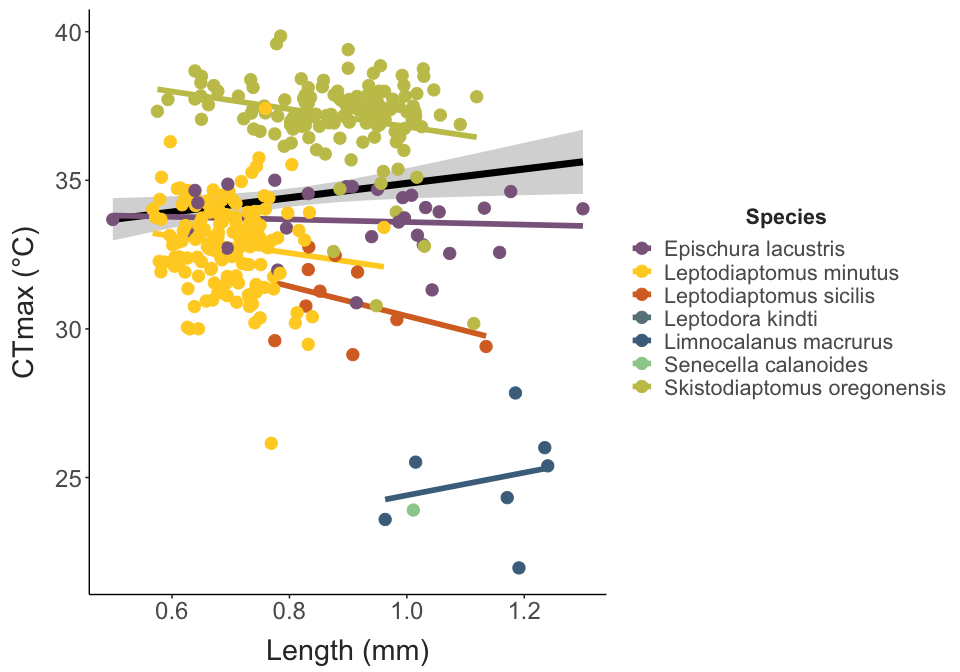 40
35
30
25
CTmax (°C)
0.6
0.8
1.0
1.2
Length (mm)
Species
Epischura lacustris
Leptodiaptomus minutus
Leptodiaptomus sicilis
Leptodora kindti
Limnocalanus macrurus
Senecella calanoides
Skistodiaptomus oregonensis